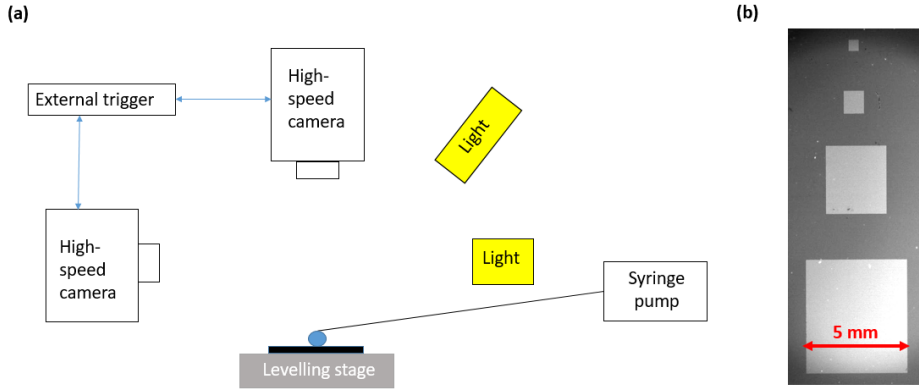 (a)
(b)
High-
speed
camera
External trigger
Light
High-
speed
camera
Light
Syringe
pump
5 mm
Levelling stage